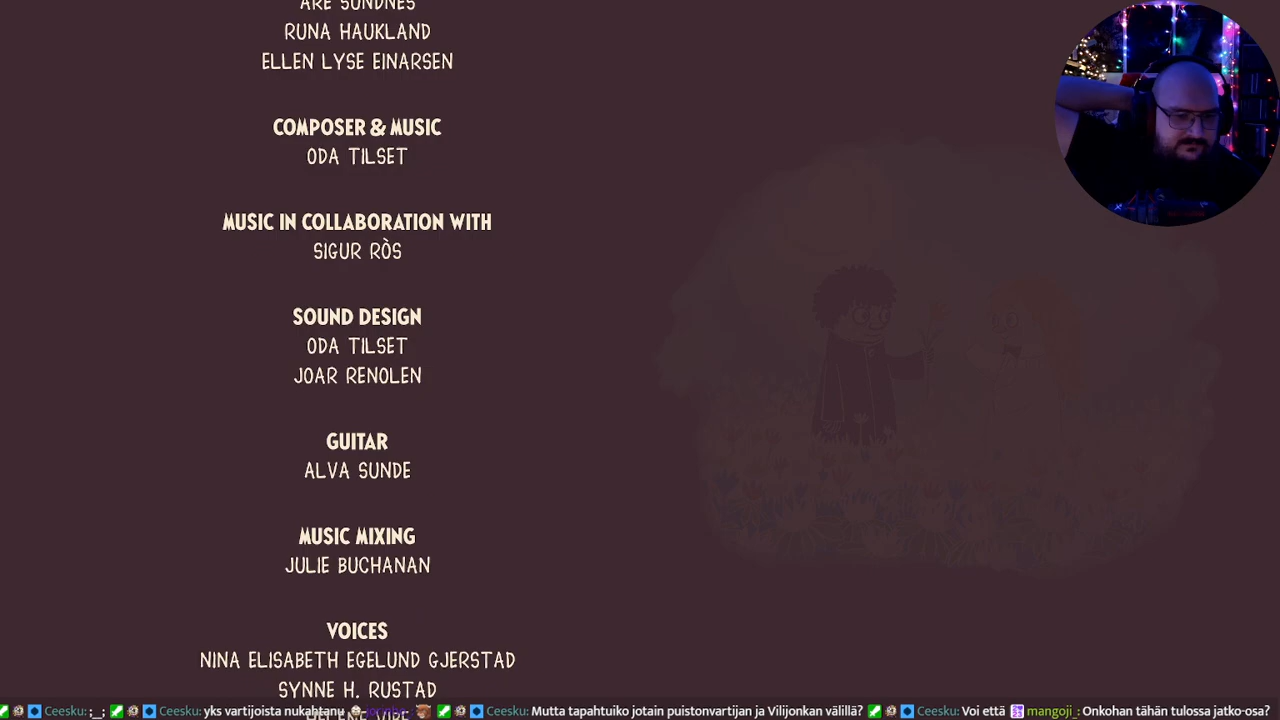 ARE SUNDNES
RUNA HAUKLAND
ELLEN LYSE EINARSEN
COMPOSER & MUSIC
ODA TILSET
MUSIC IN COLLABORATION WITH
SIGUR RÒS
SOUND DESIGN
ODA TILSET
JOAR RENOLEN
GUITAR
ALVA SUNDE
MUSIC MIXING
JULIE BUCHANAN
VOICES
NINA ELISABETH EGELUND GJERSTAD
SYNNE H. RUSTAD
Ceesku: ;_; Ceesku: yks vartijoista nukahtanu Ceesku: Mutta tapahtuiko jotain puistonvartijan ja Vilijonkan välillä? Ceesku: Voi että mangoji_: Onkohan tähän tulossa jatko-osa?